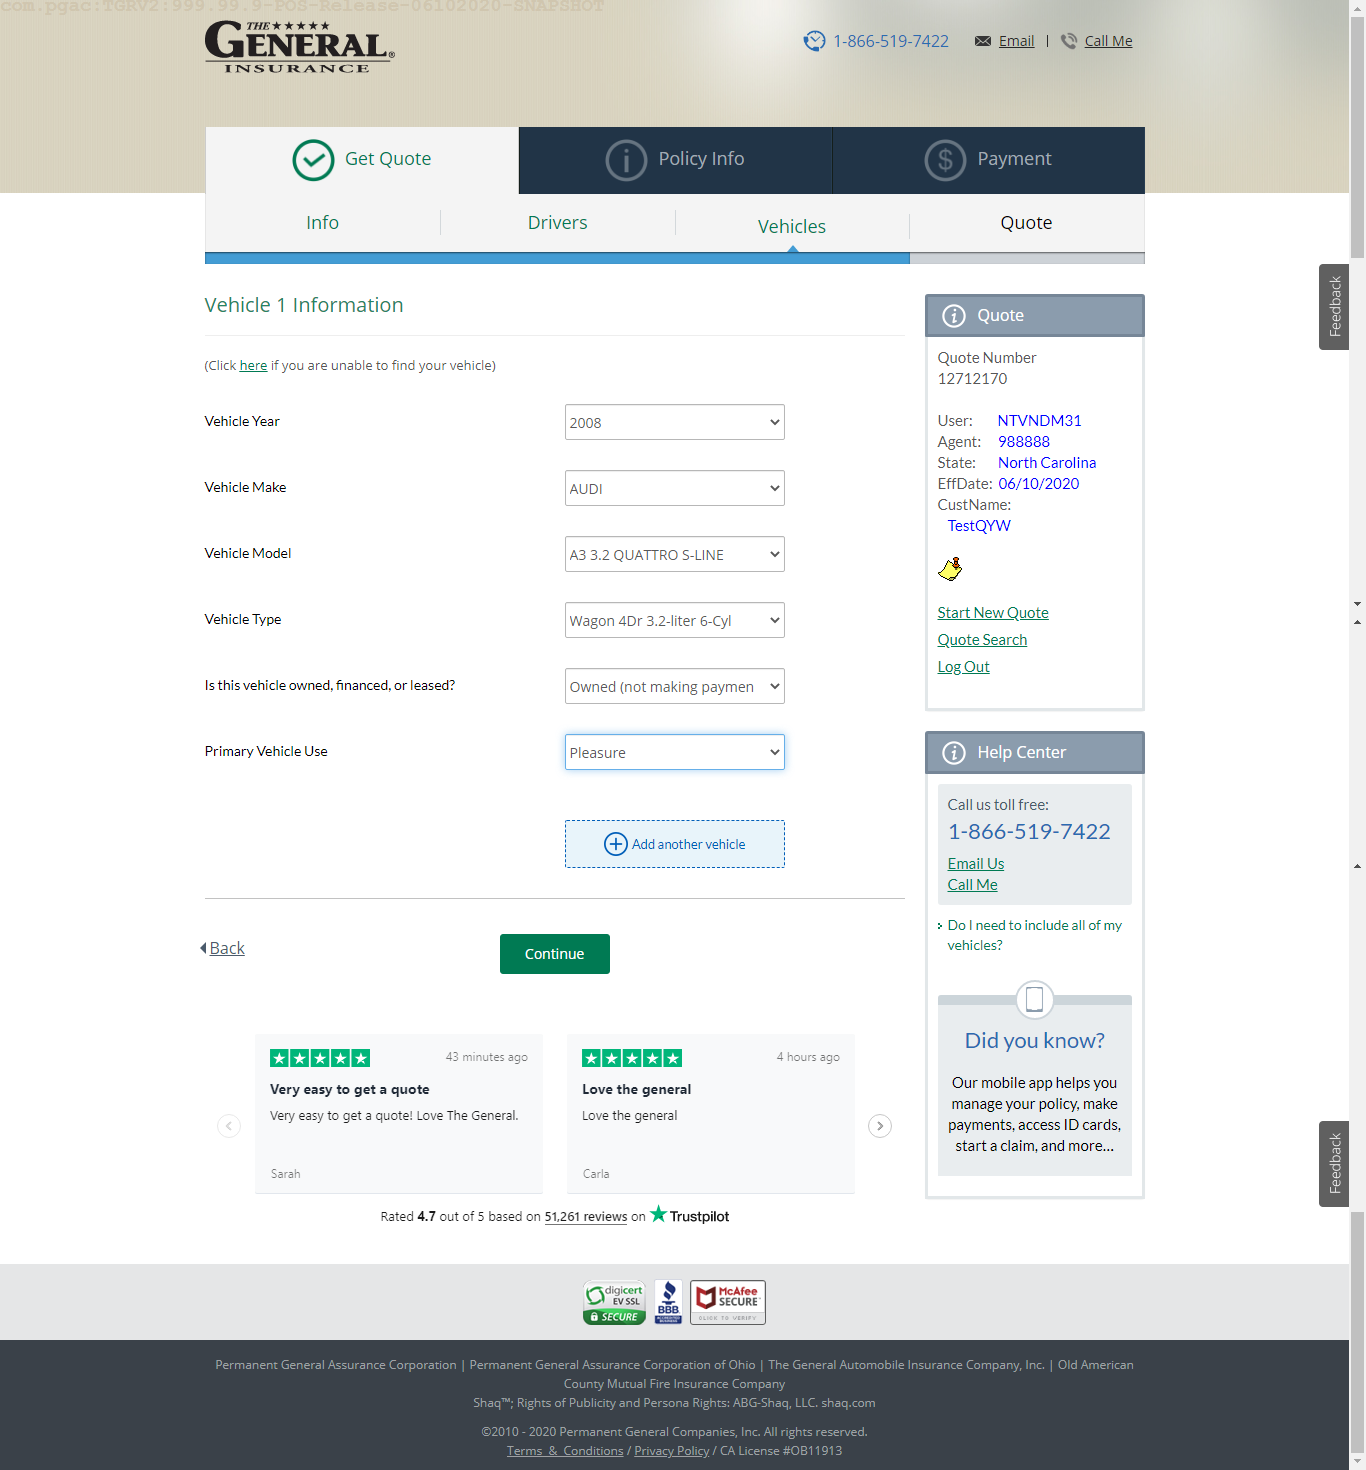 com.pgac:TGRV2:999.99.9-POS-Release-06102020-SNAPSHOT
THE
GENERAL®
INSURANCE
1-866-519-7422
Email | Call Me
Get Quote
Policy Info
Payment
Info
Drivers
Vehicles
Quote
Vehicle 1 Information
(Click here if you are unable to find your vehicle)
Vehicle Year
2008
Vehicle Make
AUDI
Vehicle Model
A3 3.2 QUATTRO S-LINE
Vehicle Type
Wagon 4Dr 3.2-liter 6-Cyl
Is this vehicle owned, financed, or leased?
Owned (not making paymen
Primary Vehicle Use
Pleasure
Add another vehicle
Back
Continue
43 minutes ago
Very easy to get a quote
Very easy to get a quote! Love The General.
Sarah
4 hours ago
Love the general
Love the general
Carla
Rated 4.7 out of 5 based on 51,261 reviews on Trustpilot
Quote
Quote Number
12712170
User: NTVNDM31
Agent: 988888
State: North Carolina
EffDate: 06/10/2020
CustName:
TestQYW
Start New Quote
Quote Search
Log Out
Help Center
Call us toll free:
1-866-519-7422
Email Us
Call Me
Do I need to include all of my
vehicles?
Did you know?
Our mobile app helps you
manage your policy, make
payments, access ID cards,
start a claim, and more...
Feedback
Feedback
digicert
EV SSL
SECURE
BBB
ACCREDITED
BUSINESS
McAfee
SECURE
CLICK TO VERIFY
Permanent General Assurance Corporation | Permanent General Assurance Corporation of Ohio | The General Automobile Insurance Company, Inc. | Old American
County Mutual Fire Insurance Company
Shaq™; Rights of Publicity and Persona Rights: ABG-Shaq, LLC. shaq.com
©2010 - 2020 Permanent General Companies, Inc. All rights reserved.
Terms & Conditions / Privacy Policy / CA License #OB11913